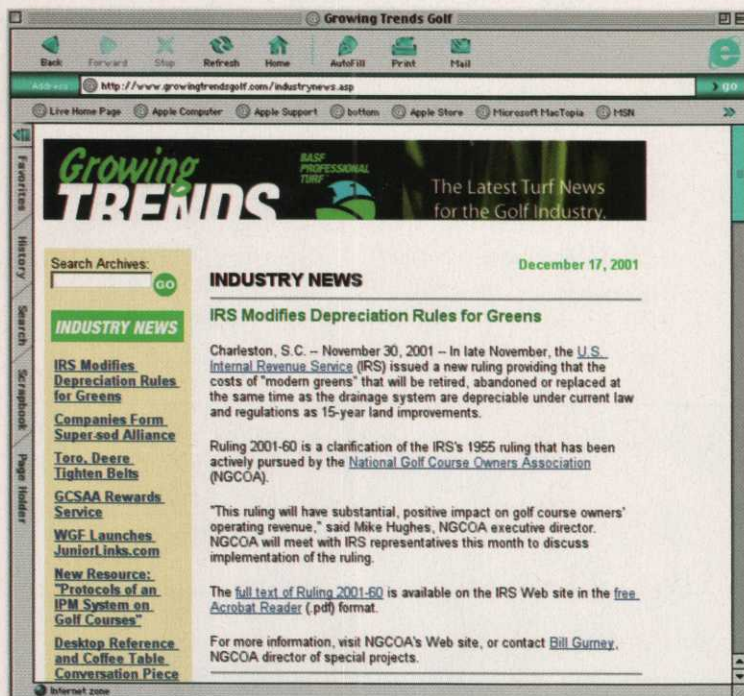 Growing Trends Golf
Back Forward Stop Refresh Home AutoFill Print Mail
Address http://www.growingtrendsgolf.com/industrynews.asp go
Live Home Page Apple Computer Apple Support bottom Apple Store Microsoft MacTopia MSN
Favorites
History
Search
Scrapbook
Page Holder
Growing
TRENDS
BASF
PROFESSIONAL
TURF
The Latest Turf News
for the Golf Industry.
Search Archives:
GO
INDUSTRY NEWS
IRS Modifies
Depreciation Rules
for Greens
Companies Form
Super-sod Alliance
Toro, Deere
Tighten Belts
GCSAA Rewards
Service
WGF Launches
JuniorLinks.com
New Resource:
"Protocols of an
IPM System on
Golf Courses"
Desktop Reference
and Coffee Table
Conversation Piece
December 17, 2001
INDUSTRY NEWS
IRS Modifies Depreciation Rules for Greens
Charleston, S.C. -- November 30, 2001 -- In late November, the U.S.
Internal Revenue Service (IRS) issued a new ruling providing that the
costs of "modern greens" that will be retired, abandoned or replaced at
the same time as the drainage system are depreciable under current law
and regulations as 15-year land improvements.
Ruling 2001-60 is a clarification of the IRS's 1955 ruling that has been
actively pursued by the National Golf Course Owners Association
(NGCOA).
"This ruling will have substantial, positive impact on golf course owners'
operating revenue," said Mike Hughes, NGCOA executive director.
NGCOA will meet with IRS representatives this month to discuss
implementation of the ruling.
The full text of Ruling 2001-60 is available on the IRS Web site in the free
Acrobat Reader (.pdf) format.
For more information, visit NGCOA's Web site, or contact Bill Gurney,
NGCOA director of special projects.
Internet zone